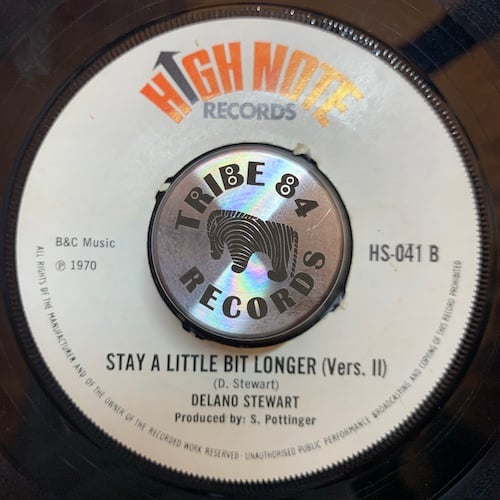 HIGH NOTE
RECORDS
TRIBE 84
RECORDS
B&C Music
℗ 1970
HS-041 B
STAY A LITTLE BIT LONGER (Vers. II)
(D. Stewart)
DELANO STEWART
Produced by: S. Pottinger
ALL RIGHTS OF THE MANUFACTURER AND OF THE OWNER OF THE RECORDED WORK RESERVED · UNAUTHORISED PUBLIC PERFORMANCE BROADCASTING AND COPYING OF THIS RECORD PROHIBITED